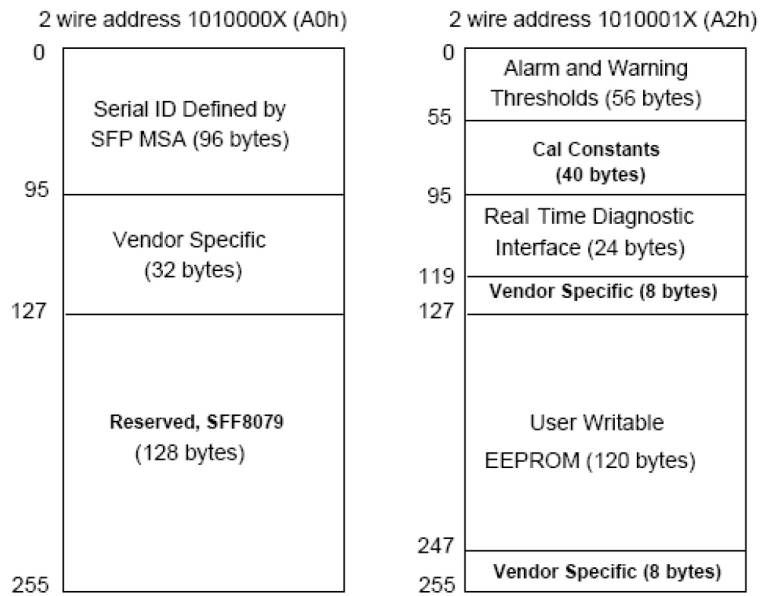 2 wire address 1010000X (A0h)
0
Serial ID Defined by
SFP MSA (96 bytes)
95
Vendor Specific
(32 bytes)
127
Reserved, SFF8079
(128 bytes)
255
2 wire address 1010001X (A2h)
0
Alarm and Warning
Thresholds (56 bytes)
55
Cal Constants
(40 bytes)
95
Real Time Diagnostic
Interface (24 bytes)
119
Vendor Specific (8 bytes)
127
User Writable
EEPROM (120 bytes)
247
Vendor Specific (8 bytes)
255